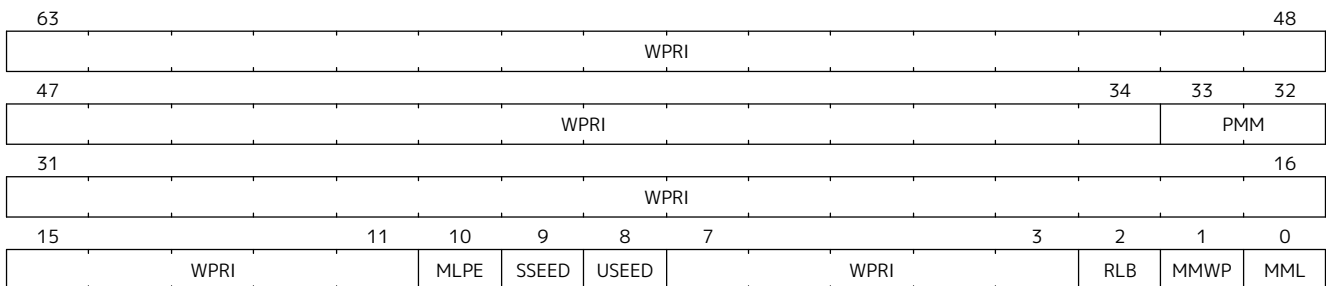 63 48
WPRI
47 34 33 32
WPRI PMM
31 16
WPRI
15 11 10 9 8 7 3 2 1 0
WPRI MLPE SSEED USEED WPRI RLB MMWP MML